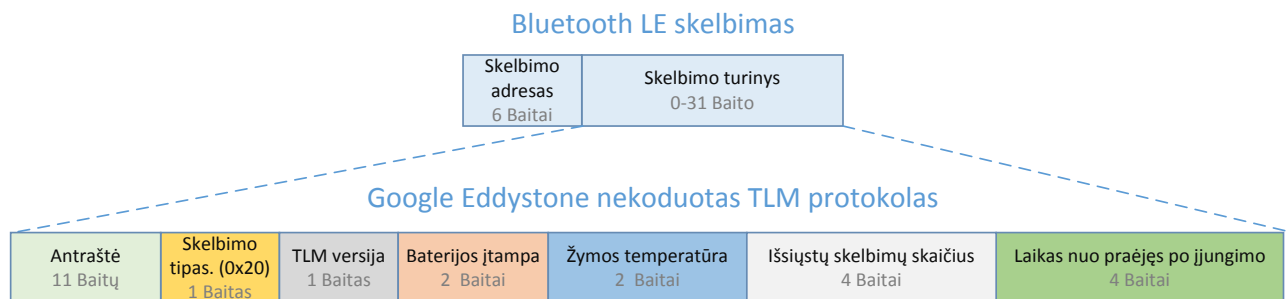 Bluetooth LE skelbimas
Skelbimo
adresas
6 Baitai
Skelbimo turinys
0-31 Baito
Google Eddystone nekoduotas TLM protokolas
Antraštė
11 Baitų
Skelbimo
tipas. (0x20)
1 Baitas
TLM versija
1 Baitas
Baterijos įtampa
2 Baitai
Žymos temperatūra
2 Baitai
Išsiųstų skelbimų skaičius
4 Baitai
Laikas nuo praėjęs po įjungimo
4 Baitai